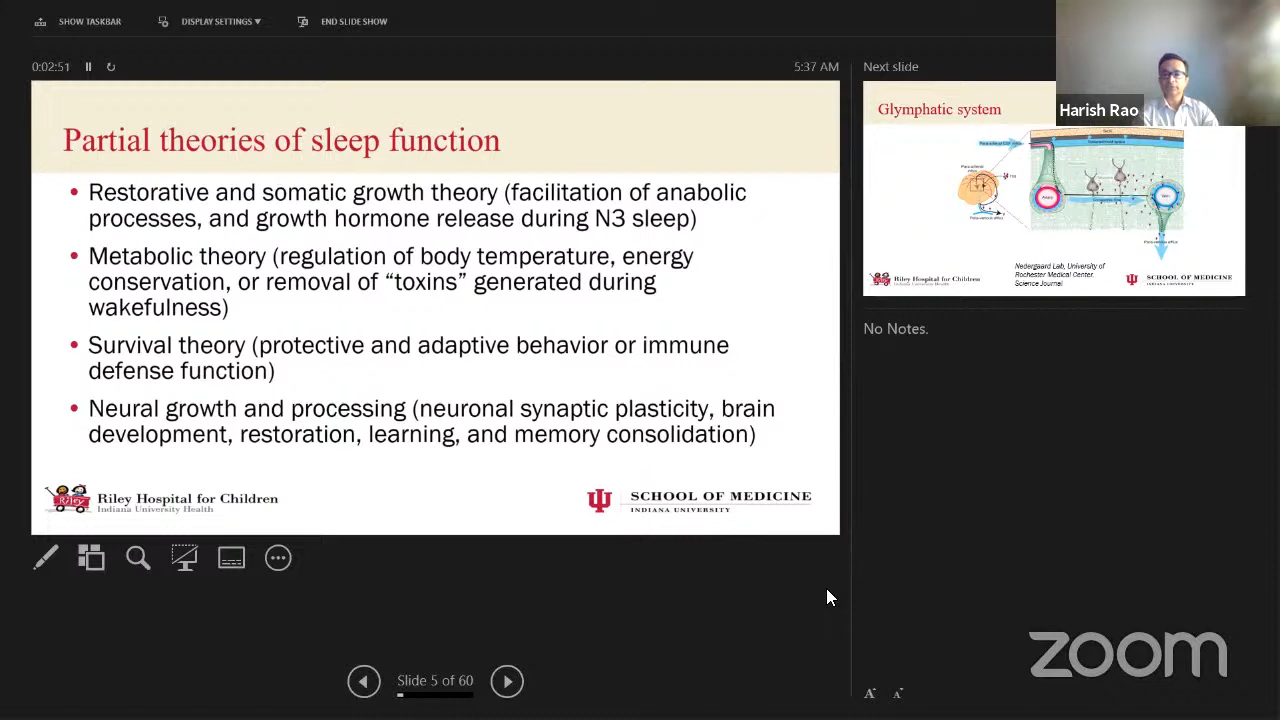 SHOW TASKBAR
DISPLAY SETTINGS ▼
END SLIDE SHOW
0:02:51
5:37 AM
Partial theories of sleep function
• Restorative and somatic growth theory (facilitation of anabolic
processes, and growth hormone release during N3 sleep)
• Metabolic theory (regulation of body temperature, energy
conservation, or removal of “toxins” generated during
wakefulness)
• Survival theory (protective and adaptive behavior or immune
defense function)
• Neural growth and processing (neuronal synaptic plasticity, brain
development, restoration, learning, and memory consolidation)
Riley
Riley Hospital for Children
Indiana University Health
SCHOOL OF MEDICINE
INDIANA UNIVERSITY
Slide 5 of 60
Next slide
Harish Rao
Glymphatic system
Nedergaard Lab, University of
Rochester Medical Center.
Science Journal
Riley Hospital for Children
Indiana University Health
SCHOOL OF MEDICINE
INDIANA UNIVERSITY
No Notes.
zoom
A A